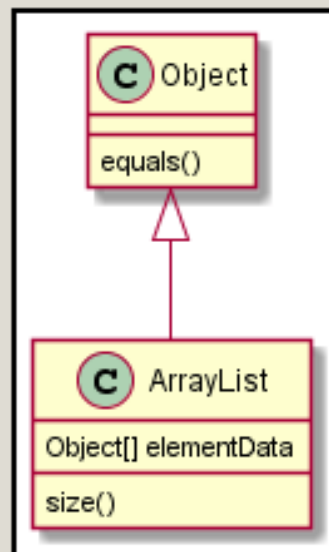 C Object
equals()
C ArrayList
Object[] elementData
size()